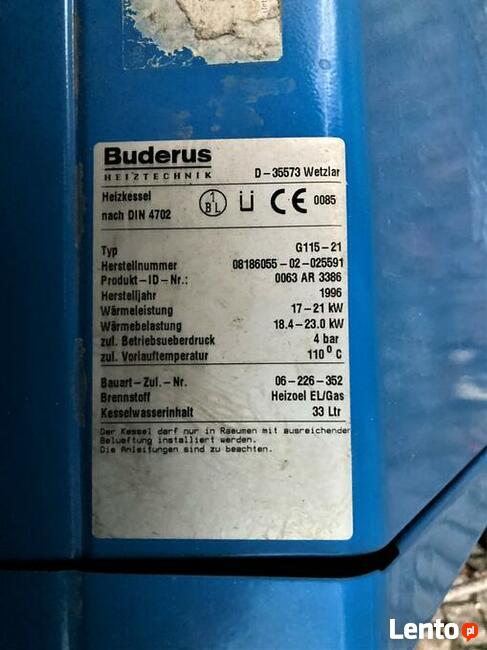 Buderus
HEIZTECHNIK D-35573 Wetzlar
Heizkessel
nach DIN 4702
1
BL
Ü CE 0085
Typ G115-21
Herstellnummer 08186055-02-025591
Produkt-ID-Nr.: 0063 AR 3386
Herstelljahr 1996
Wärmeleistung 17-21 kW
Wärmebelastung 18.4-23.0 kW
zul. Betriebsueberdruck 4 bar
zul. Vorlauftemperatur 110° C
Bauart-Zul.-Nr. 06-226-352
Brennstoff Heizoel EL/Gas
Kesselwasserinhalt 33 Ltr
Der Kessel darf nur in Raeumen mit ausreichender
Belueftung installiert werden.
Die Anleitungen sind zu beachten.
Lento.pl